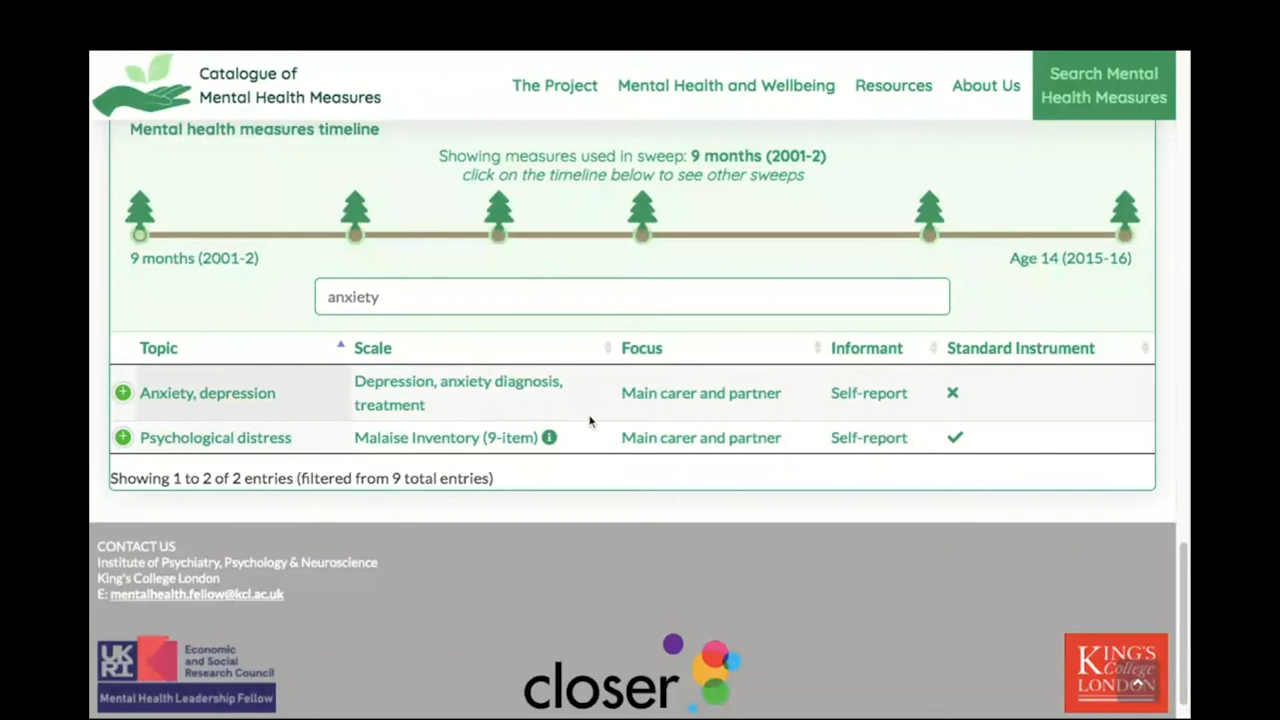 Catalogue of
Mental Health Measures
The Project
Mental Health and Wellbeing
Resources
About Us
Search Mental
Health Measures
Mental health measures timeline
Showing measures used in sweep: 9 months (2001-2)
click on the timeline below to see other sweeps
9 months (2001-2)
Age 14 (2015-16)
anxiety
Topic Scale Focus Informant Standard Instrument
Anxiety, depression
Depression, anxiety diagnosis,
treatment
Main carer and partner
Self-report
Psychological distress
Malaise Inventory (9-item)
Main carer and partner
Self-report
Showing 1 to 2 of 2 entries (filtered from 9 total entries)
CONTACT US
Institute of Psychiatry, Psychology & Neuroscience
King's College London
E: mentalhealth.fellow@kcl.ac.uk
UKRI
Economic
and Social
Research Council
Mental Health Leadership Fellow
closer
KING'S
College
LONDON